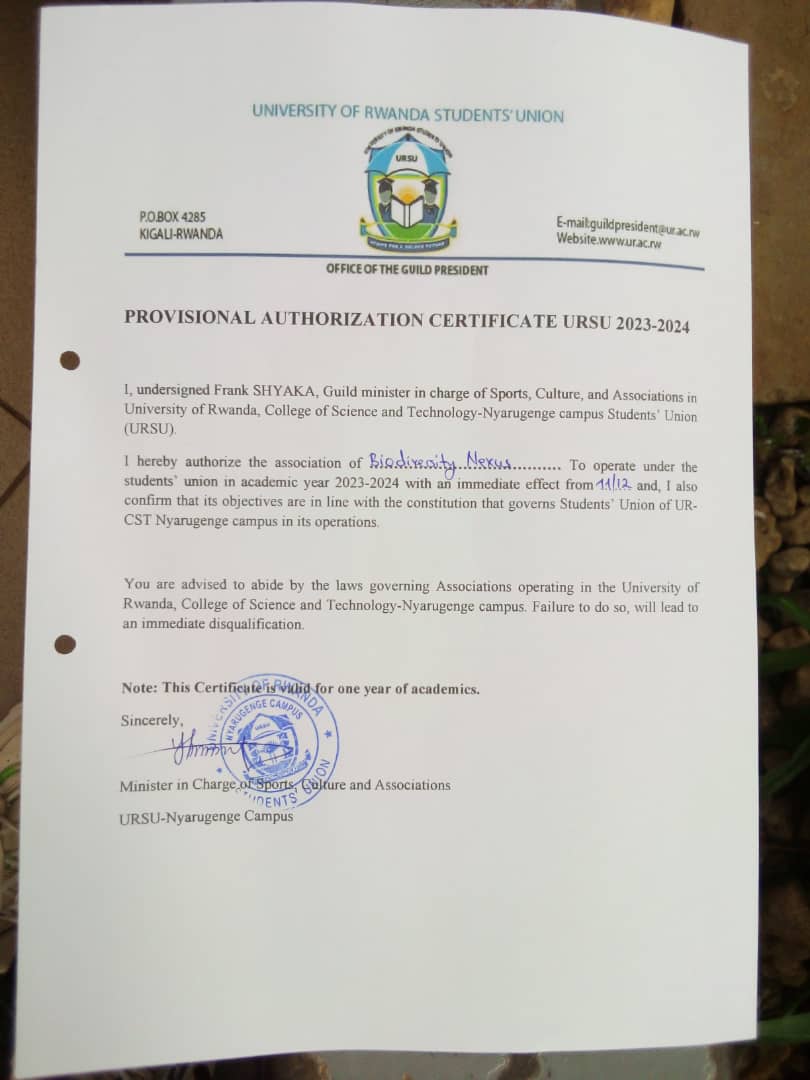 UNIVERSITY OF RWANDA STUDENTS' UNION
URSU
P.O.BOX 4285
KIGALI-RWANDA
E-mail:guildpresident@ur.ac.rw
Website.www.ur.ac.rw
OFFICE OF THE GUILD PRESIDENT
PROVISIONAL AUTHORIZATION CERTIFICATE URSU 2023-2024
I, undersigned Frank SHYAKA, Guild minister in charge of Sports, Culture, and Associations in
University of Rwanda, College of Science and Technology-Nyarugenge campus Students' Union
(URSU).
I hereby authorize the association of Biodiversity Nexus............ To operate under the
students' union in academic year 2023-2024 with an immediate effect from 11/12 and, I also
confirm that its objectives are in line with the constitution that governs Students' Union of UR-
CST Nyarugenge campus in its operations.
You are advised to abide by the laws governing Associations operating in the University of
Rwanda, College of Science and Technology-Nyarugenge campus. Failure to do so, will lead to
an immediate disqualification.
Note: This Certificate is valid for one year of academics.
Sincerely,
UNIVERSITY OF RWANDA
NYARUGENGE CAMPUS
URSU
STUDENTS' UNION
Minister in Charge of Sports, Culture and Associations
URSU-Nyarugenge Campus